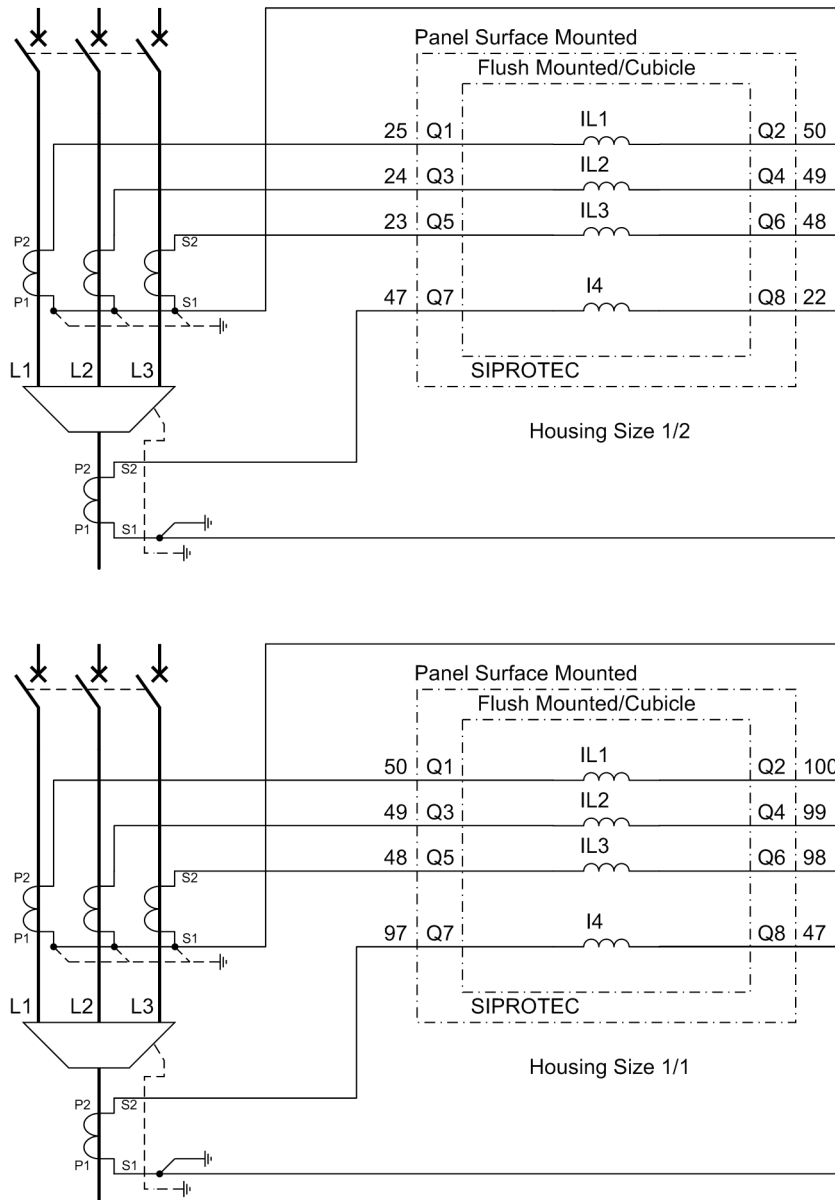 Panel Surface Mounted
Flush Mounted/Cubicle
25 Q1 IL1 Q2 50
24 Q3 IL2 Q4 49
23 Q5 IL3 Q6 48
P2 S2
47 Q7 I4 Q8 22
P1 S1
L1 L2 L3
SIPROTEC
Housing Size 1/2
P2 S2
P1 S1
Panel Surface Mounted
Flush Mounted/Cubicle
50 Q1 IL1 Q2 100
49 Q3 IL2 Q4 99
48 Q5 IL3 Q6 98
P2 S2
97 Q7 I4 Q8 47
P1 S1
L1 L2 L3
SIPROTEC
Housing Size 1/1
P2 S2
P1 S1